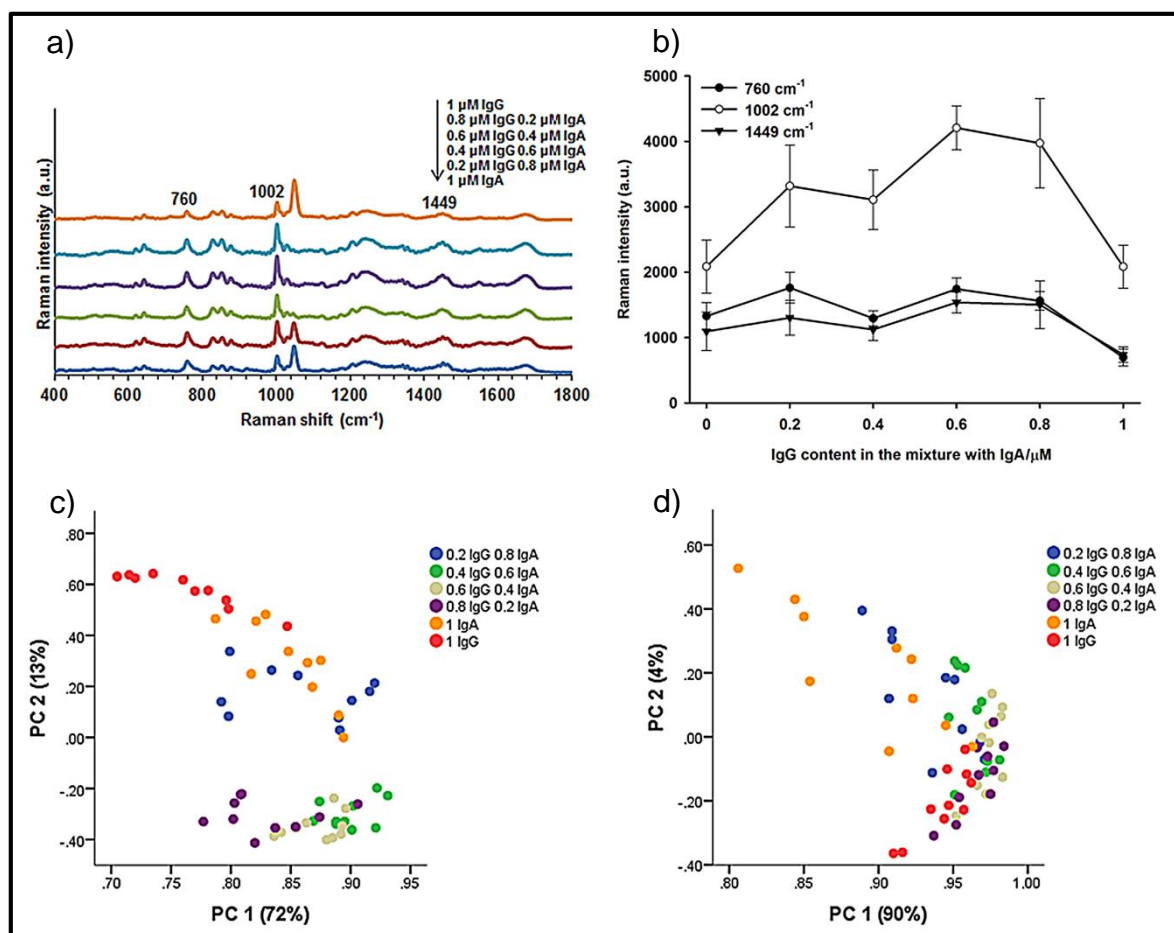 a)
1 µM IgG
0.8 µM IgG 0.2 µM IgA
0.6 µM IgG 0.4 µM IgA
0.4 µM IgG 0.6 µM IgA
0.2 µM IgG 0.8 µM IgA
1 µM IgA
760
1002
1449
Raman intensity (a.u.)
400 600 800 1000 1200 1400 1600 1800
Raman shift (cm⁻¹)
b)
5000
4000
3000
2000
1000
0
760 cm⁻¹
1002 cm⁻¹
1449 cm⁻¹
Raman intensity (a.u.)
0 0.2 0.4 0.6 0.8 1
IgG content in the mixture with IgA/µM
c)
.80
.60
.40
.20
.00
-.20
-.40
PC 2 (13%)
0.2 IgG 0.8 IgA
0.4 IgG 0.6 IgA
0.6 IgG 0.4 IgA
0.8 IgG 0.2 IgA
1 IgA
1 IgG
.70 .75 .80 .85 .90 .95
PC 1 (72%)
d)
.60
.40
.20
.00
-.20
-.40
PC 2 (4%)
0.2 IgG 0.8 IgA
0.4 IgG 0.6 IgA
0.6 IgG 0.4 IgA
0.8 IgG 0.2 IgA
1 IgA
1 IgG
.80 .85 .90 .95 1.00
PC 1 (90%)